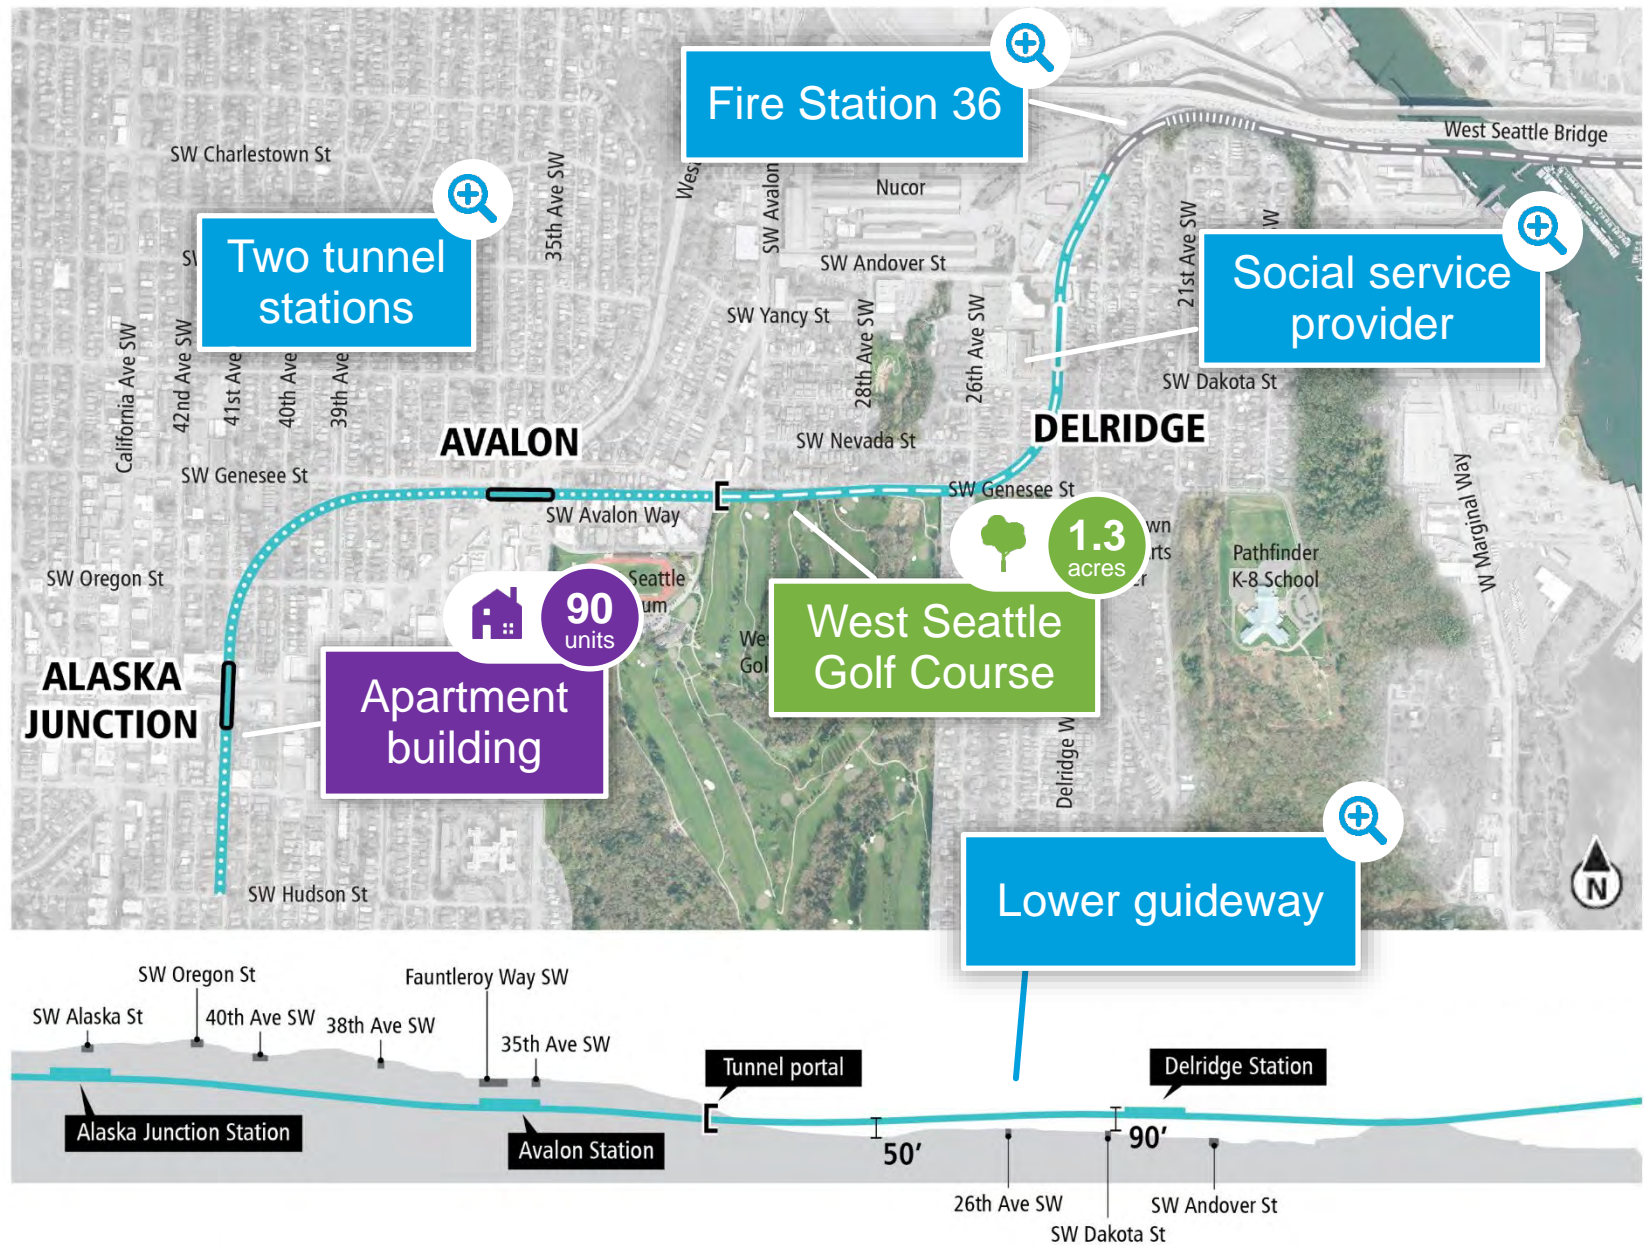 Fire Station 36
West Seattle Bridge
SW Charlestown St
Nucor
35th Ave SW
SW Avalon
21st Ave SW
SW
Two tunnel
stations
SW Andover St
Social service
provider
SW Yancy St
28th Ave SW
26th Ave SW
California Ave SW
42nd Ave SW
41st Ave
40th Ave
39th Ave
SW Dakota St
AVALON
DELRIDGE
SW Nevada St
SW Genesee St
SW Genesee St
SW Avalon Way
W Marginal Way
1.3
acres
Pathfinder
K-8 School
SW Oregon St
Seattle
90
units
West Seattle
Golf Course
ALASKA
JUNCTION
Apartment
building
Delridge W
Lower guideway
SW Hudson St
N
SW Oregon St
Fauntleroy Way SW
SW Alaska St
40th Ave SW
38th Ave SW
35th Ave SW
Tunnel portal
Delridge Station
Alaska Junction Station
Avalon Station
50’
90’
26th Ave SW
SW Andover St
SW Dakota St